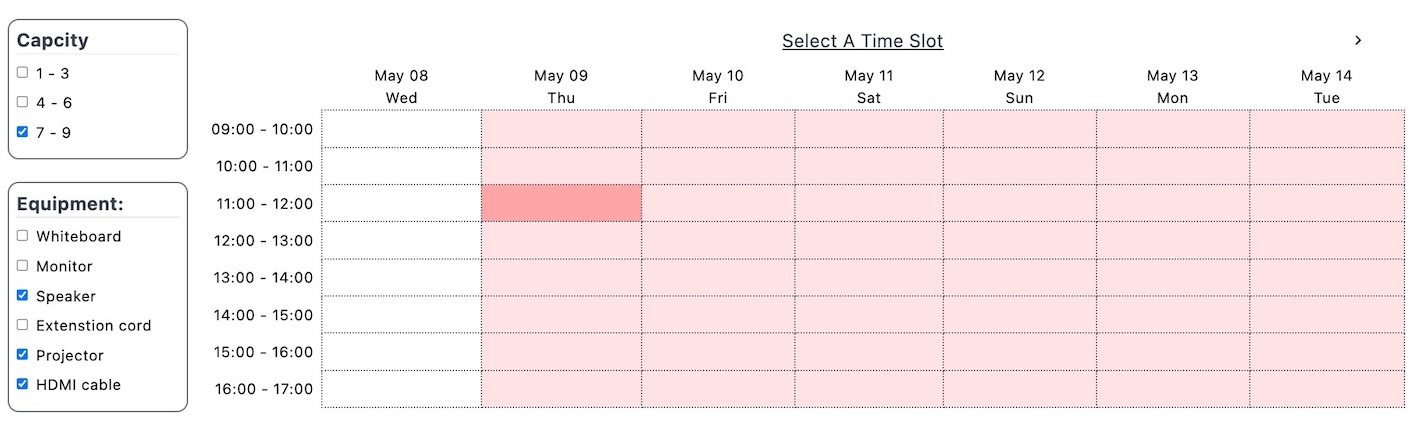 Capcity
1 - 3
4 - 6
7 - 9
Equipment:
Whiteboard
Monitor
Speaker
Extenstion cord
Projector
HDMI cable
Select A Time Slot
May 08 May 09 May 10 May 11 May 12 May 13 May 14
Wed Thu Fri Sat Sun Mon Tue
09:00 - 10:00
10:00 - 11:00
11:00 - 12:00
12:00 - 13:00
13:00 - 14:00
14:00 - 15:00
15:00 - 16:00
16:00 - 17:00